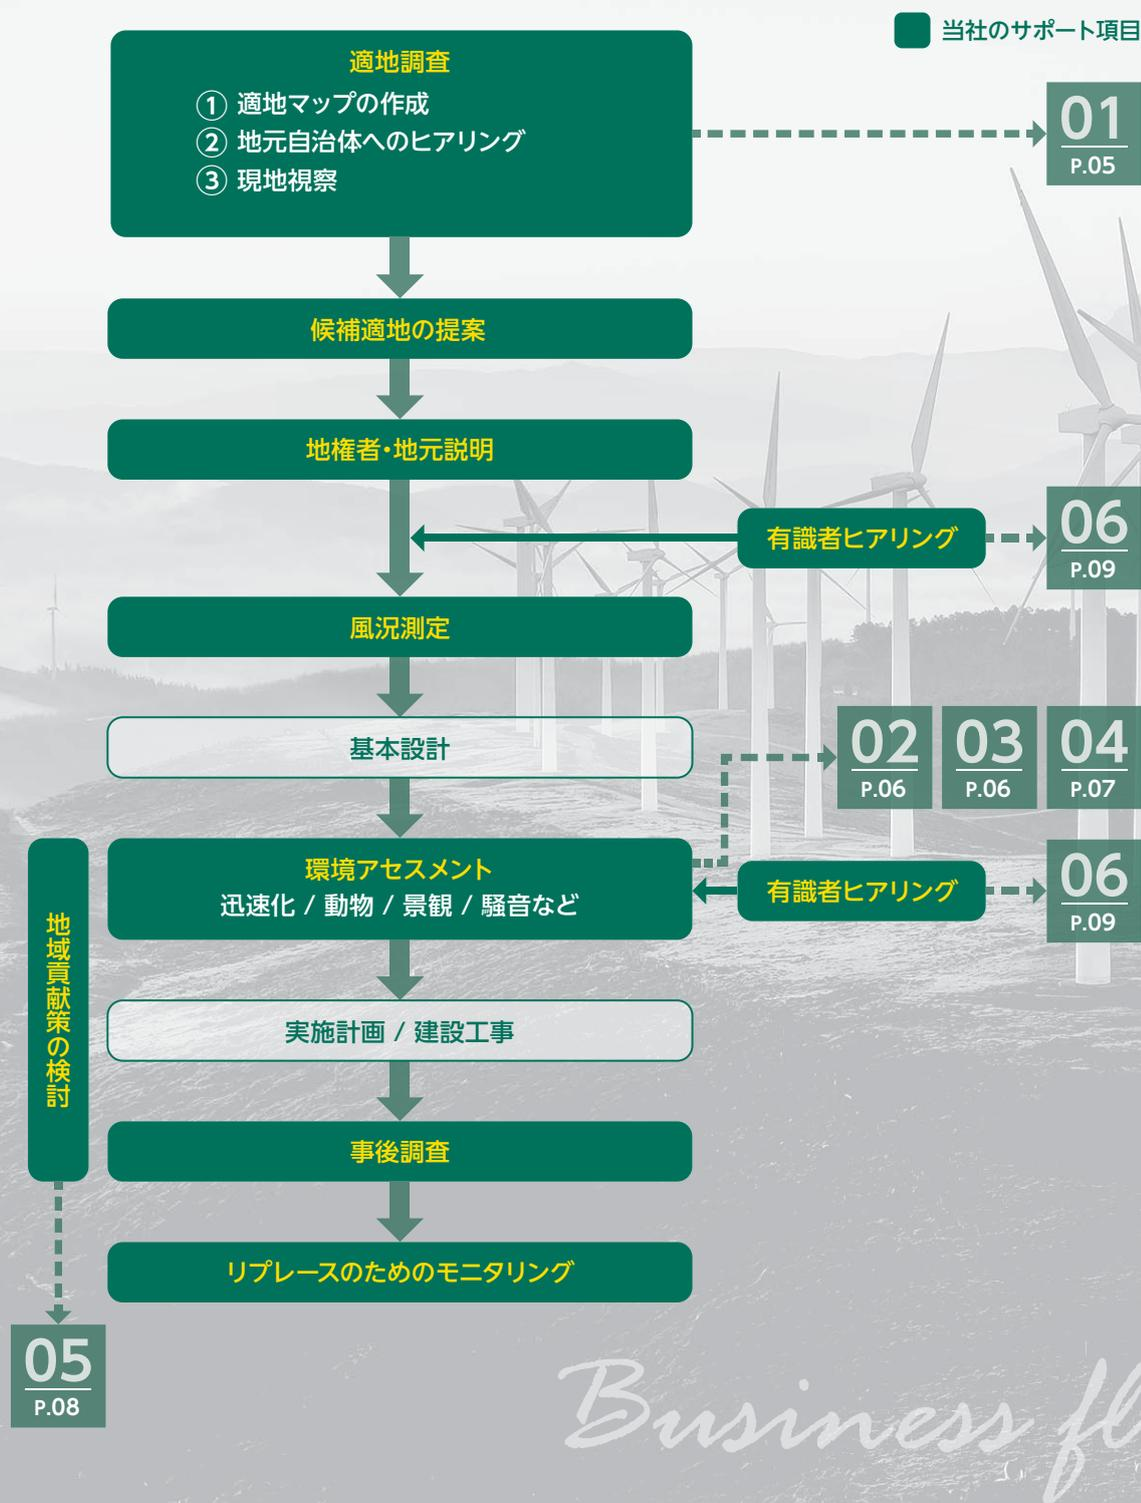 当社のサポート項目
適地調査
① 適地マップの作成
② 地元自治体へのヒアリング
③ 現地視察
01
P.05
候補適地の提案
地権者・地元説明
有識者ヒアリング
06
P.09
風況測定
基本設計
02
P.06
03
P.06
04
P.07
環境アセスメント
迅速化 / 動物 / 景観 / 騒音など
有識者ヒアリング
06
P.09
地域貢献策の検討
実施計画 / 建設工事
事後調査
リプレースのためのモニタリング
05
P.08
Business fl